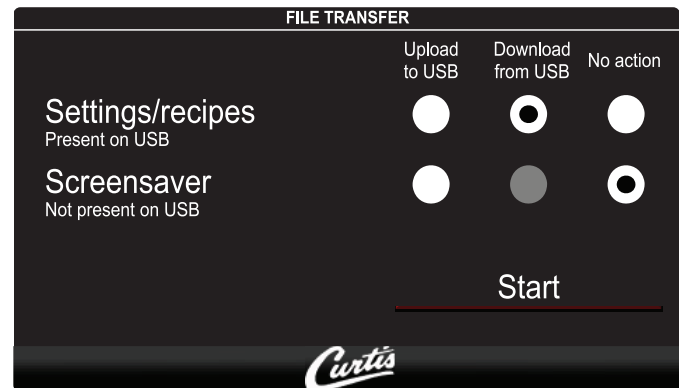 FILE TRANSFER
Upload
to USB
Download
from USB
No action
Settings/recipes
Present on USB
Screensaver
Not present on USB
Start
Curtis